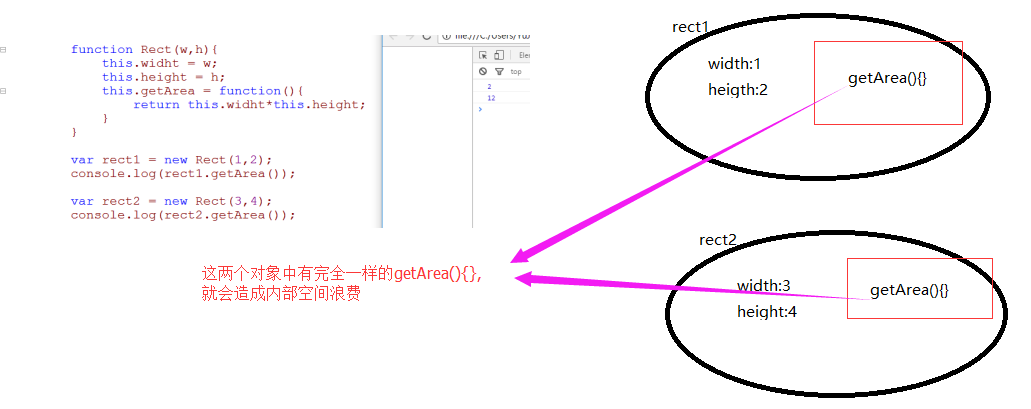 function Rect(w,h){
this.widht = w;
this.height = h;
this.getArea = function(){
return this.widht*this.height;
}
}
var rect1 = new Rect(1,2);
console.log(rect1.getArea());
var rect2 = new Rect(3,4);
console.log(rect2.getArea());
top
2
12
>
这两个对象中有完全一样的getArea(){},
就会造成内部空间浪费
rect1
width:1
heigth:2
getArea(){}
rect2
width:3
height:4
getArea(){}